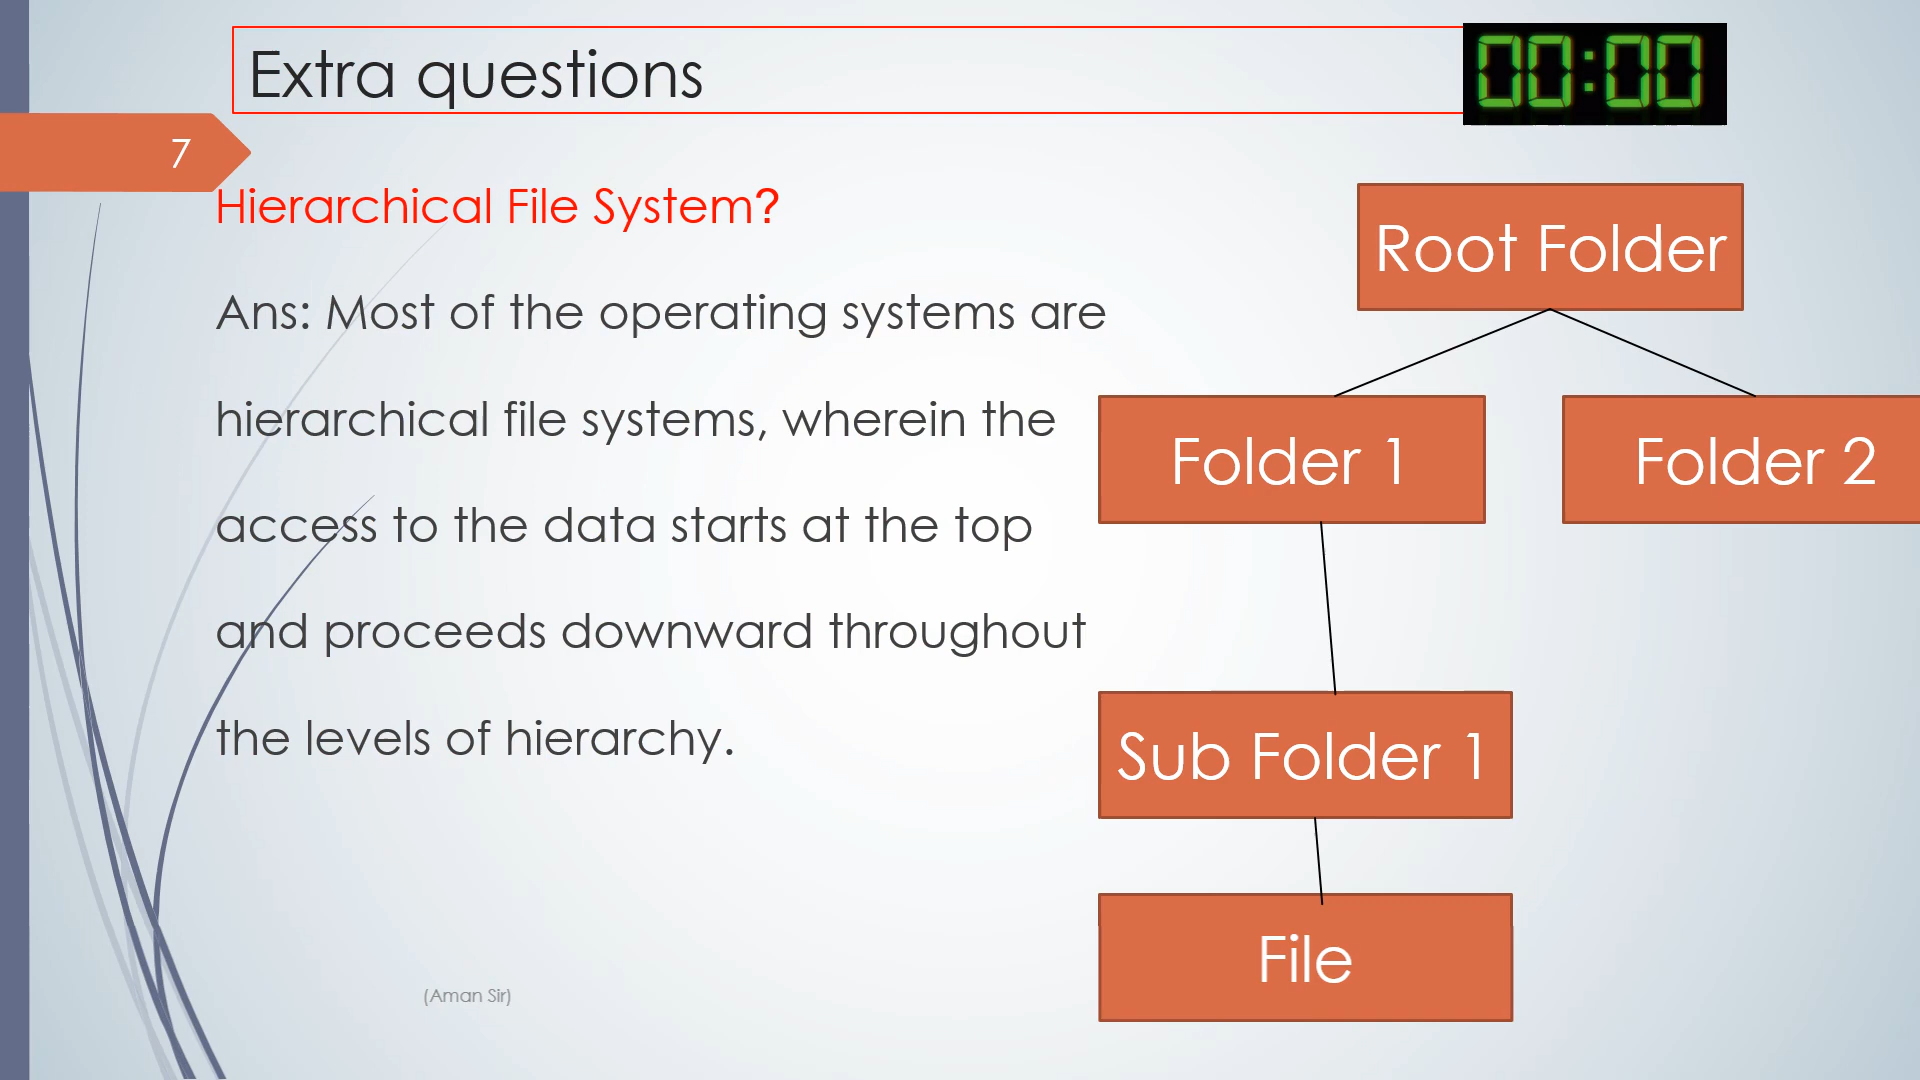 Extra questions
00:00
7
Hierarchical File System?
Ans: Most of the operating systems are
hierarchical file systems, wherein the
access to the data starts at the top
and proceeds downward throughout
the levels of hierarchy.
Root Folder
Folder 1
Folder 2
Sub Folder 1
File
(Aman Sir)